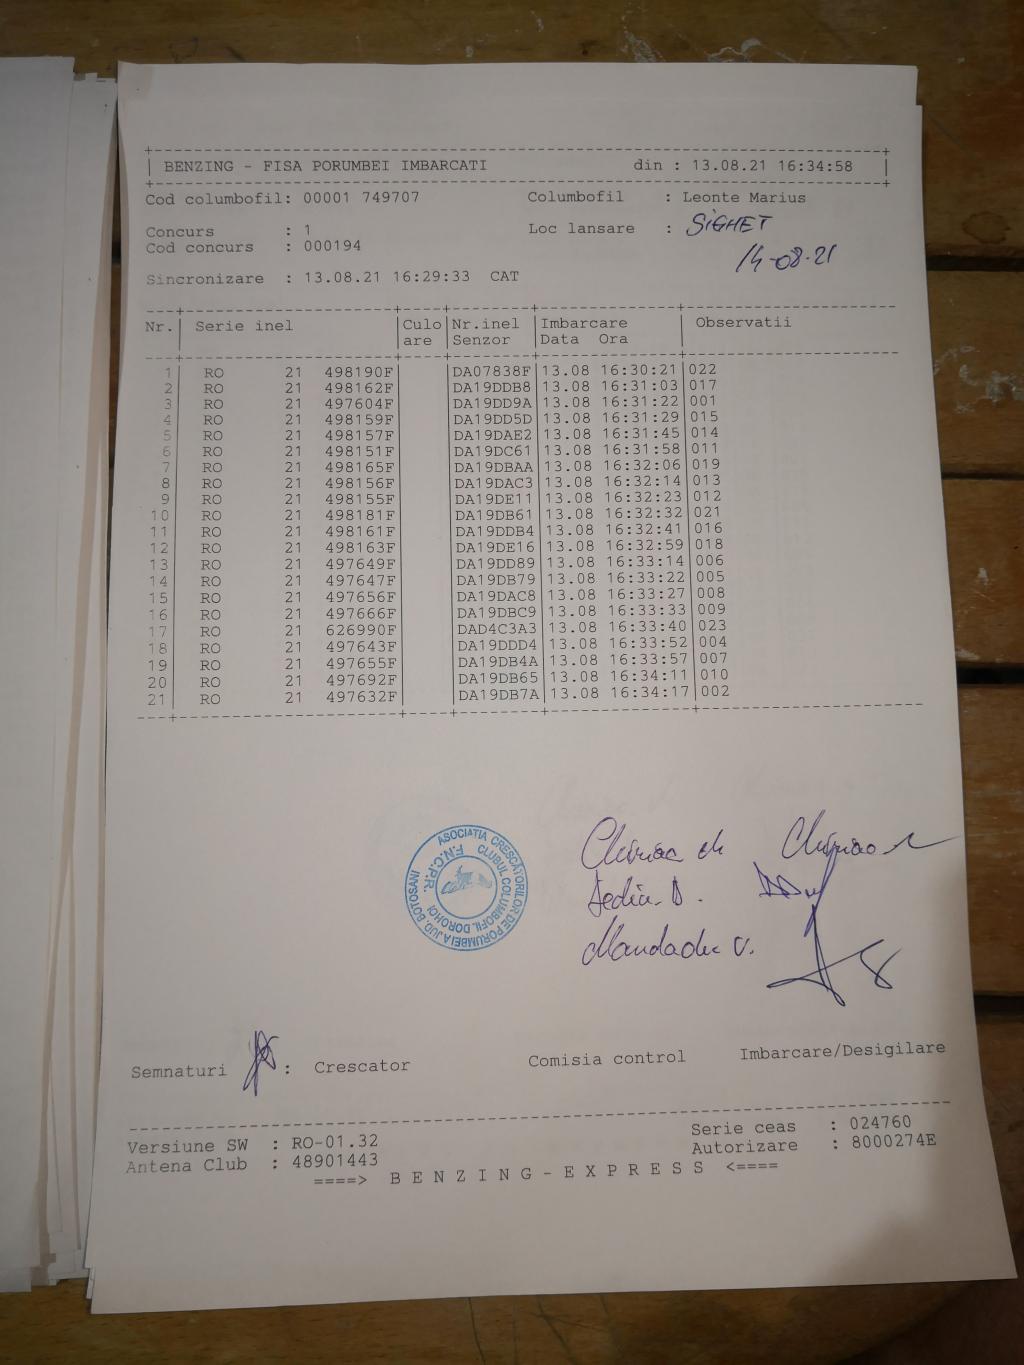 BENZING - FISA PORUMBEI IMBARCATI din : 13.08.21 16:34:58
Cod columbofil: 00001 749707 Columbofil : Leonte Marius
Concurs : 1 Loc lansare : SIGHET
Cod concurs : 000194 14-08-21
Sincronizare : 13.08.21 16:29:33 CAT
Nr. Serie inel Culo Nr.inel Imbarcare Observatii
are Senzor Data Ora
1 RO 21 498190F DA07838F 13.08 16:30:21 022
2 RO 21 498162F DA19DDB8 13.08 16:31:03 017
3 RO 21 497604F DA19DD9A 13.08 16:31:22 001
4 RO 21 498159F DA19DD5D 13.08 16:31:29 015
5 RO 21 498157F DA19DAE2 13.08 16:31:45 014
6 RO 21 498151F DA19DC61 13.08 16:31:58 011
7 RO 21 498165F DA19DBAA 13.08 16:32:06 019
8 RO 21 498156F DA19DAC3 13.08 16:32:14 013
9 RO 21 498155F DA19DE11 13.08 16:32:23 012
10 RO 21 498181F DA19DB61 13.08 16:32:32 021
11 RO 21 498161F DA19DDB4 13.08 16:32:41 016
12 RO 21 498163F DA19DE16 13.08 16:32:59 018
13 RO 21 497649F DA19DD89 13.08 16:33:14 006
14 RO 21 497647F DA19DB79 13.08 16:33:22 005
15 RO 21 497656F DA19DAC8 13.08 16:33:27 008
16 RO 21 497666F DA19DBC9 13.08 16:33:33 009
17 RO 21 626990F DAD4C3A3 13.08 16:33:40 023
18 RO 21 497643F DA19DDD4 13.08 16:33:52 004
19 RO 21 497655F DA19DB4A 13.08 16:33:57 007
20 RO 21 497692F DA19DB65 13.08 16:34:11 010
21 RO 21 497632F DA19DB7A 13.08 16:34:17 002
ASOCIATIA CRESCATORILOR DE PORUMBEI A JUD. BOTOSANI
F.N.C.P.R. CLUBUL COLUMBOFIL DOROHOI
Semnaturi : Crescator Comisia control Imbarcare/Desigilare
Versiune SW : RO-01.32 Serie ceas : 024760
Antena Club : 48901443 Autorizare : 8000274E
====> B E N Z I N G - E X P R E S S <====